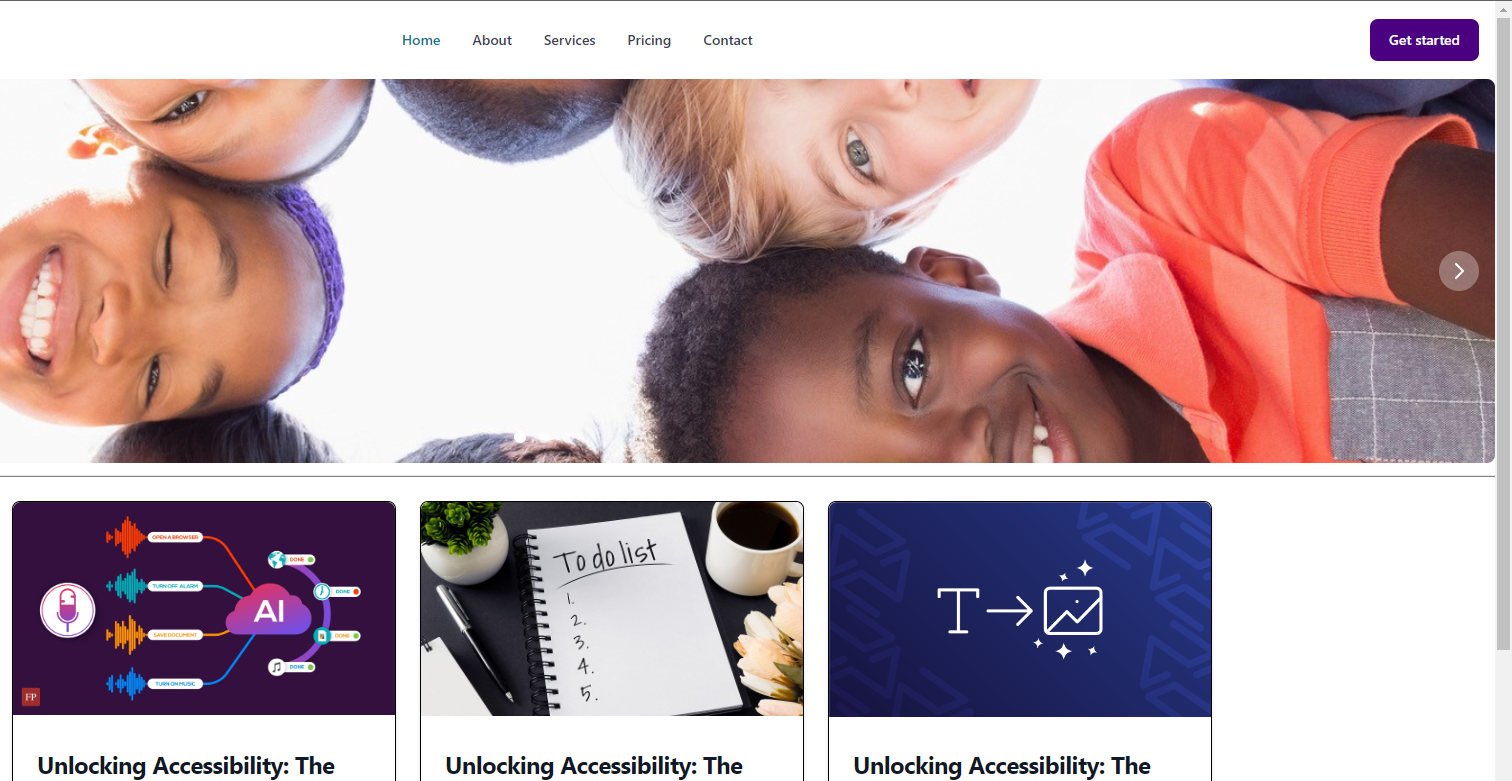 Home About Services Pricing Contact Get started
OPEN A BROWSER
DONE
TURN OFF ALARM
DONE
AI
SAVE DOCUMENT
DONE
TURN ON MUSIC
DONE
FP
To do list
1.
2.
3.
4.
5.
T
Unlocking Accessibility: The
Unlocking Accessibility: The
Unlocking Accessibility: The